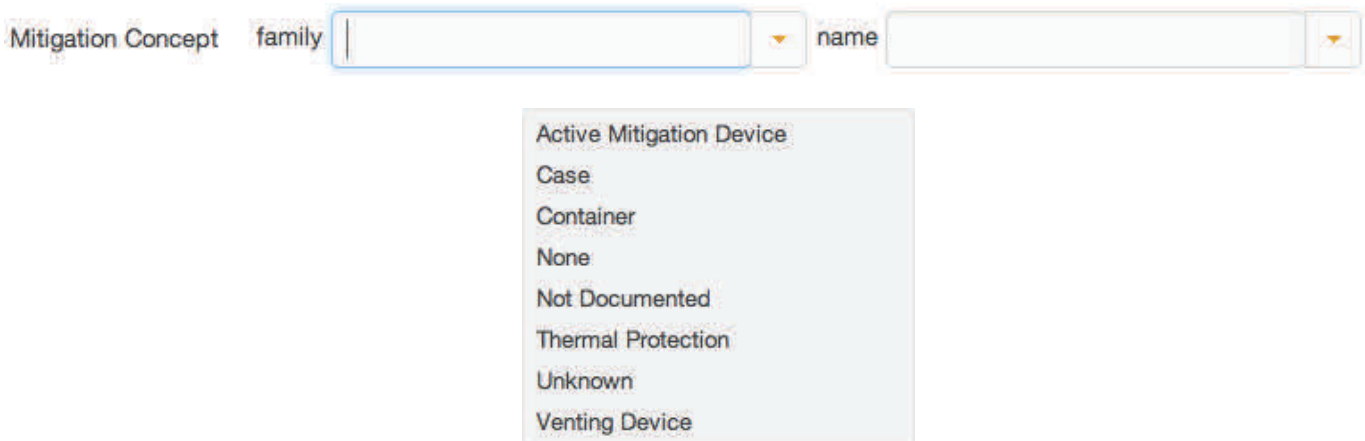 Mitigation Concept family name
Active Mitigation Device
Case
Container
None
Not Documented
Thermal Protection
Unknown
Venting Device